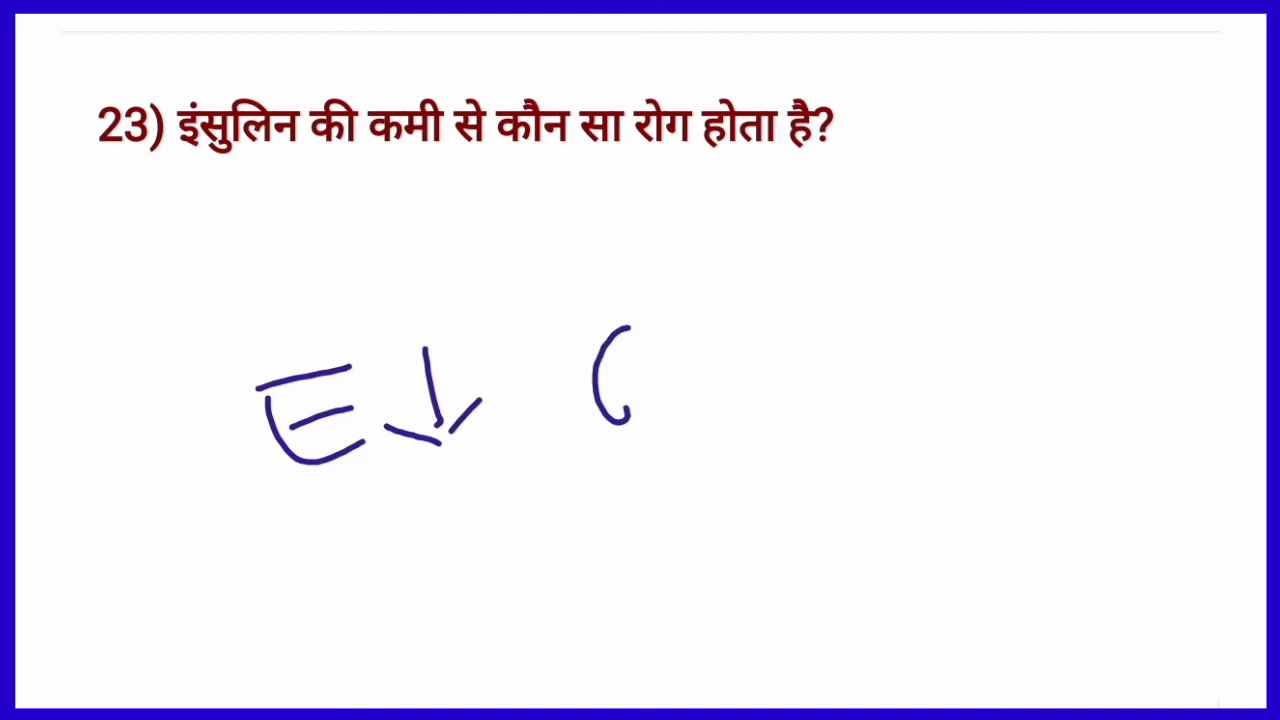 23) इंसुलिन की कमी से कौन सा रोग होता है?
E↓ (